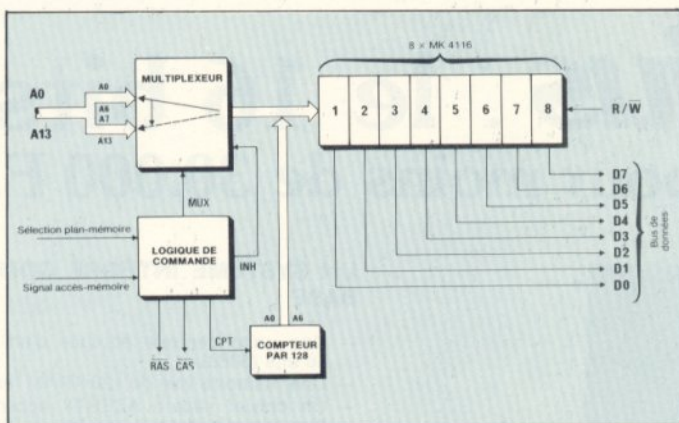 8 × MK 4116
MULTIPLEXEUR
A0
A6
A7
A13
A0
A13
1 2 3 4 5 6 7 8
R/W̅
MUX
INH
Sélection plan-mémoire
LOGIQUE DE
COMMANDE
Signal accès-mémoire
R̅A̅S̅
C̅A̅S̅
CPT
A0
A6
COMPTEUR
PAR 128
D7
D6
D5
D4
D3
D2
D1
D0
Bus de
données